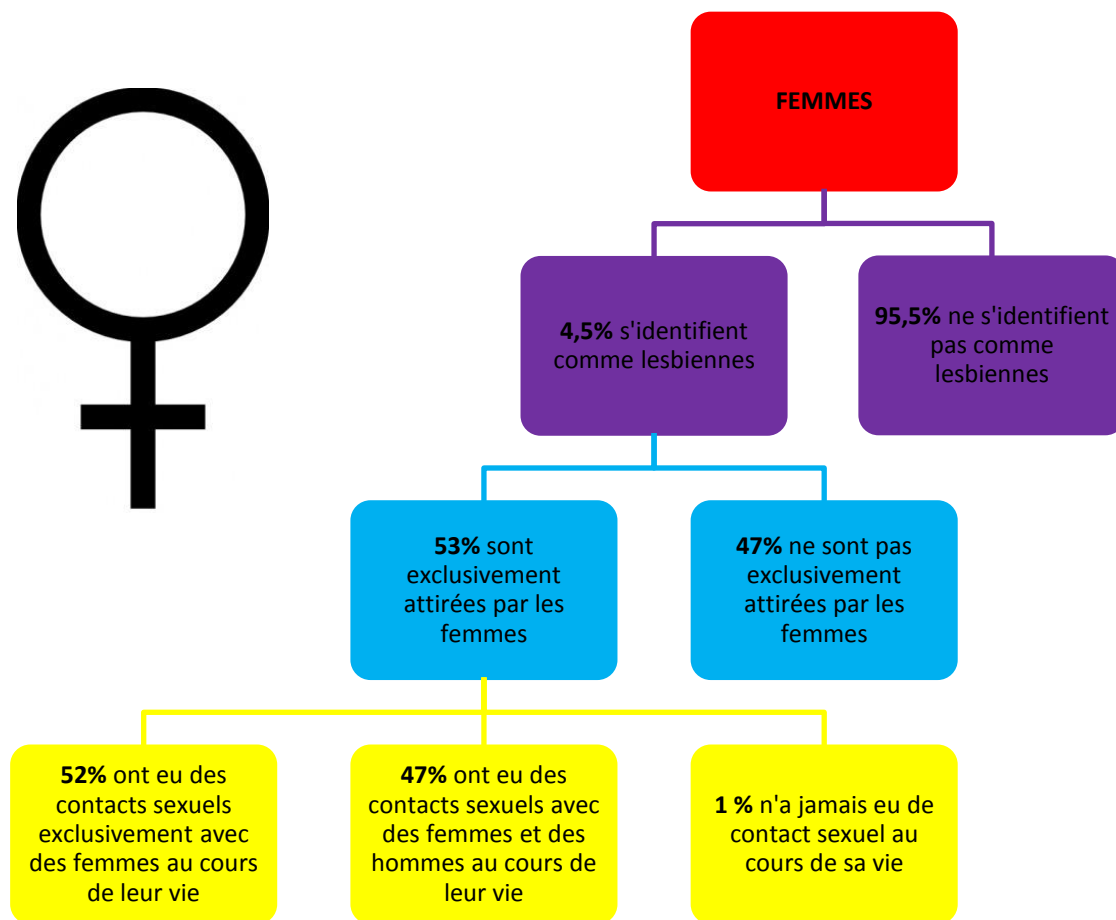 FEMMES
4,5% s'identifient
comme lesbiennes
95,5% ne s'identifient
pas comme
lesbiennes
53% sont
exclusivement
attirées par les
femmes
47% ne sont pas
exclusivement
attirées par les
femmes
52% ont eu des
contacts sexuels
exclusivement avec
des femmes au cours
de leur vie
47% ont eu des
contacts sexuels avec
des femmes et des
hommes au cours de
leur vie
1 % n'a jamais eu de
contact sexuel au
cours de sa vie